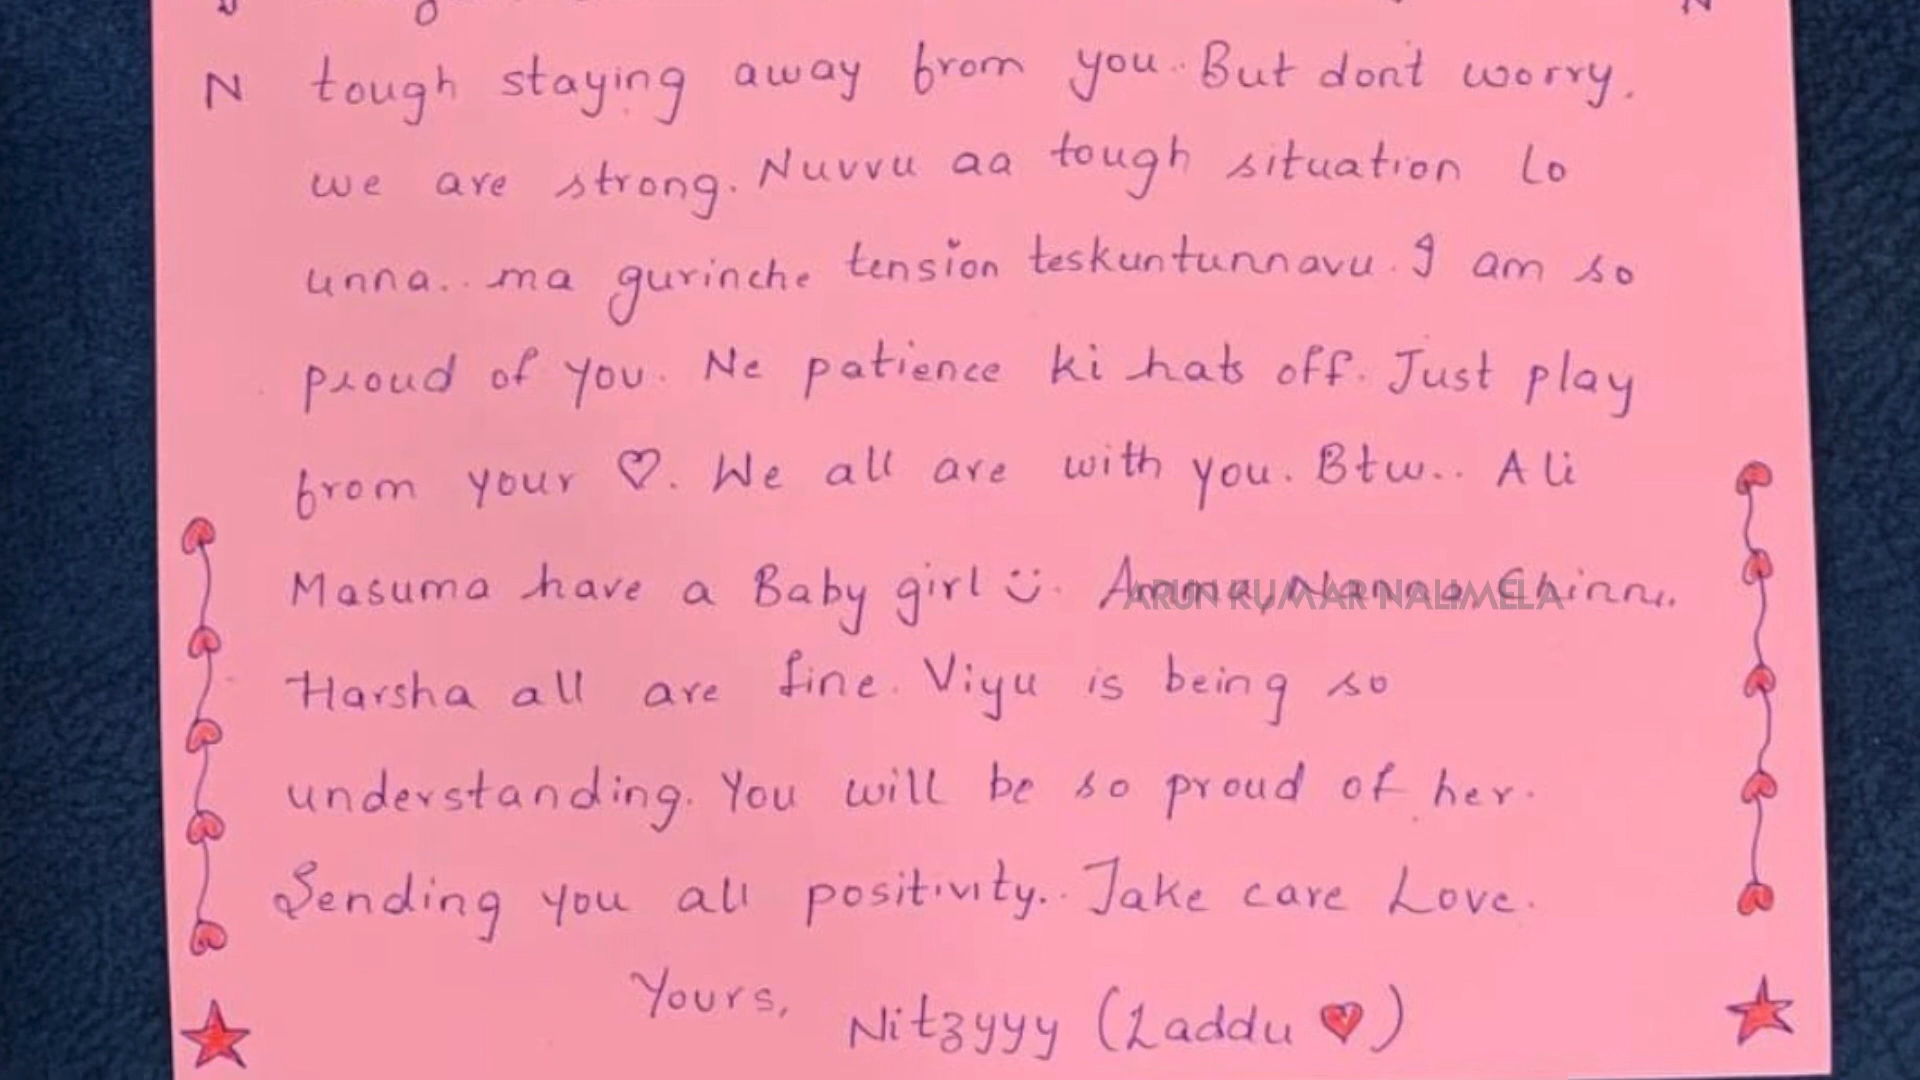 N tough staying away from you.. But dont worry.
we are strong. Nuvvu aa tough situation lo
unna.. ma gurinche tension teskuntunnavu. I am so
proud of you. Ne patience ki hats off. Just play
from your ♡. We all are with you. Btw.. Ali
Masuma have a Baby girl ☺. Amma, Nanna, Chinnu.
ARUN KUMAR NALIMELA
Harsha all are fine. Viyu is being so
understanding. You will be so proud of her.
Sending you all positivity.. Take care Love.
Yours,
Nitzyyy (Laddu ❤)